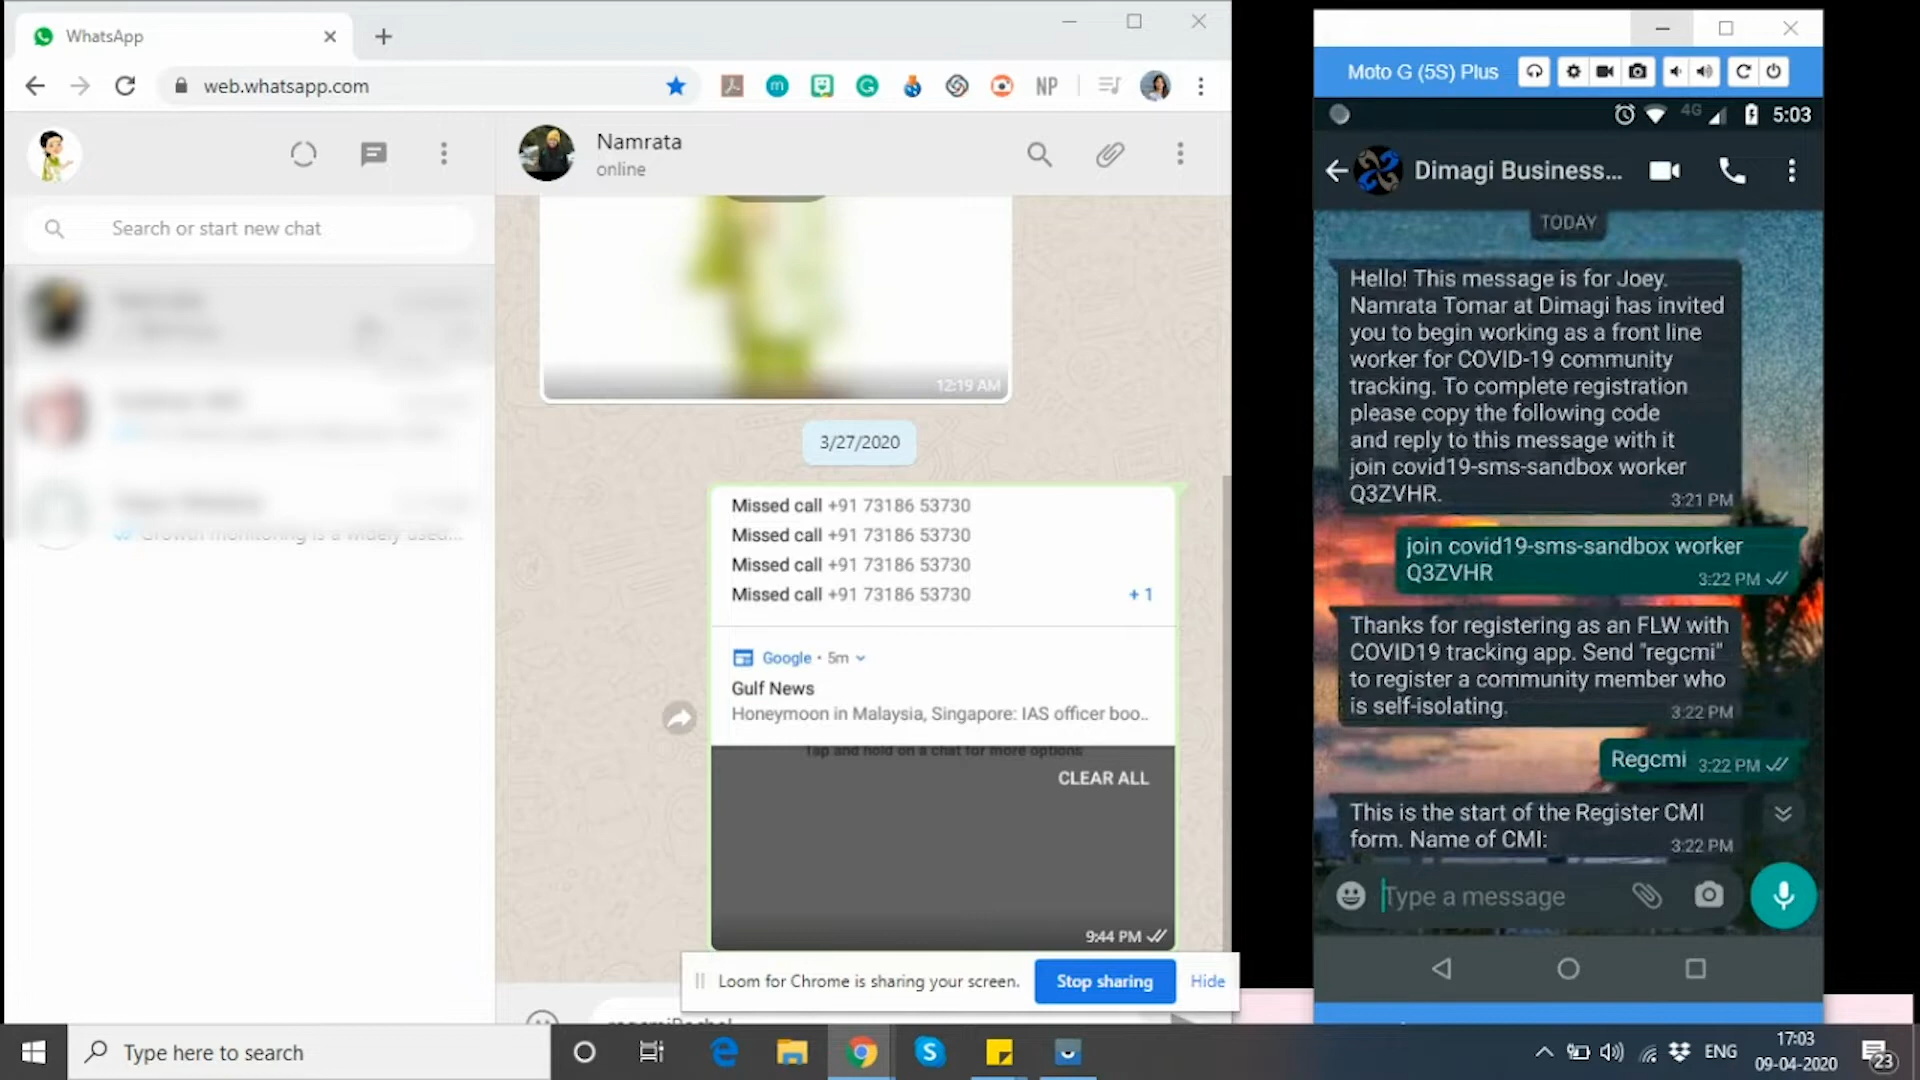 WhatsApp
web.whatsapp.com
NP
Namrata
online
Search or start new chat
12:19 AM
3/27/2020
Missed call +91 73186 53730
Missed call +91 73186 53730
Missed call +91 73186 53730
Missed call +91 73186 53730
+ 1
Google • 5m
Gulf News
Honeymoon in Malaysia, Singapore: IAS officer boo..
Tap and hold on a chat for more options
CLEAR ALL
9:44 PM
Growth monitoring is a widely used...
Loom for Chrome is sharing your screen.
Stop sharing
Hide
Moto G (5S) Plus
4G
5:03
Dimagi Business...
TODAY
Hello! This message is for Joey.
Namrata Tomar at Dimagi has invited
you to begin working as a front line
worker for COVID-19 community
tracking. To complete registration
please copy the following code
and reply to this message with it
join covid19-sms-sandbox worker
Q3ZVHR.
3:21 PM
join covid19-sms-sandbox worker
Q3ZVHR
3:22 PM
Thanks for registering as an FLW with
COVID19 tracking app. Send "regcmi"
to register a community member who
is self-isolating.
3:22 PM
Regcmi 3:22 PM
This is the start of the Register CMI
form. Name of CMI:
3:22 PM
Type a message
Type here to search
ENG
17:03
09-04-2020
23